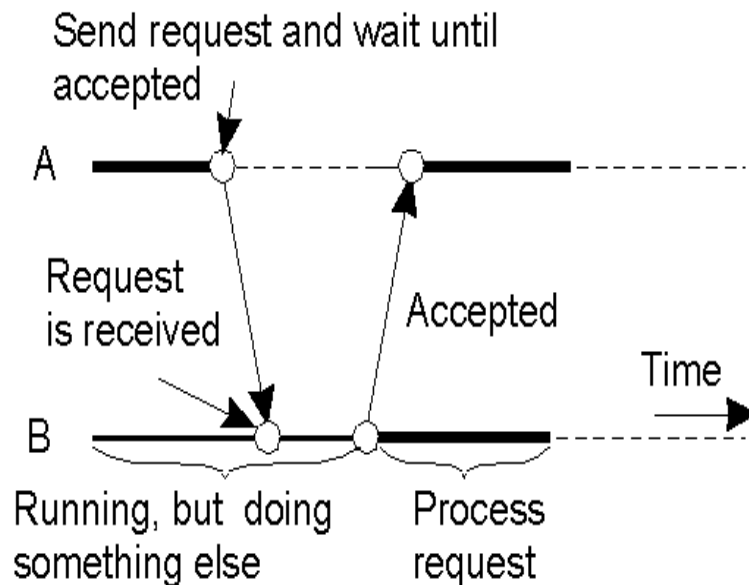 Send request and wait until
accepted
A
Request
is received
Accepted
Time
B
Running, but doing
something else
Process
request